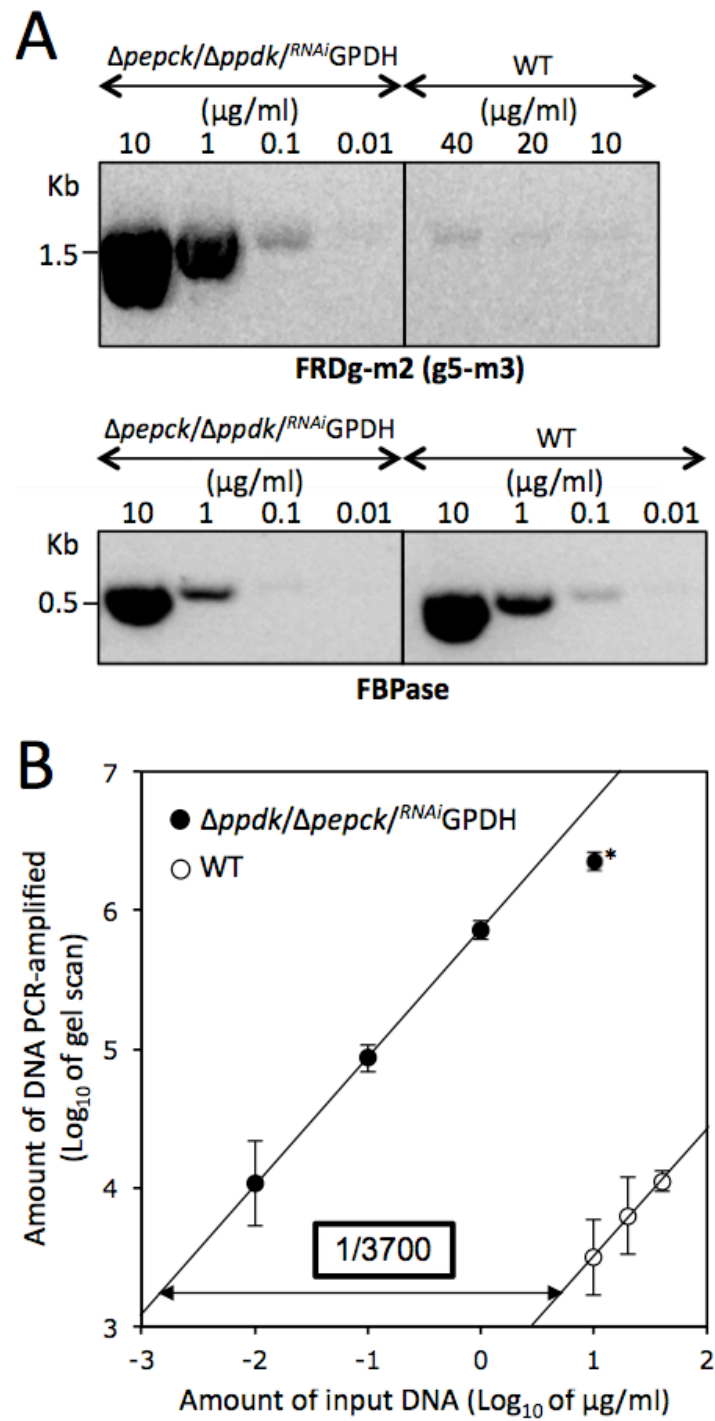 A
Δpepck/Δppdk/RNAiGPDH WT
(µg/ml) (µg/ml)
10 1 0.1 0.01 40 20 10
Kb
1.5
FRDg-m2 (g5-m3)
Δpepck/Δppdk/RNAiGPDH WT
(µg/ml) (µg/ml)
10 1 0.1 0.01 10 1 0.1 0.01
Kb
0.5
FBPase
B
Δppdk/Δpepck/RNAiGPDH
WT
*
1/3700
7
6
5
4
3
-3 -2 -1 0 1 2
Amount of DNA PCR-amplified
(Log10 of gel scan)
Amount of input DNA (Log10 of µg/ml)